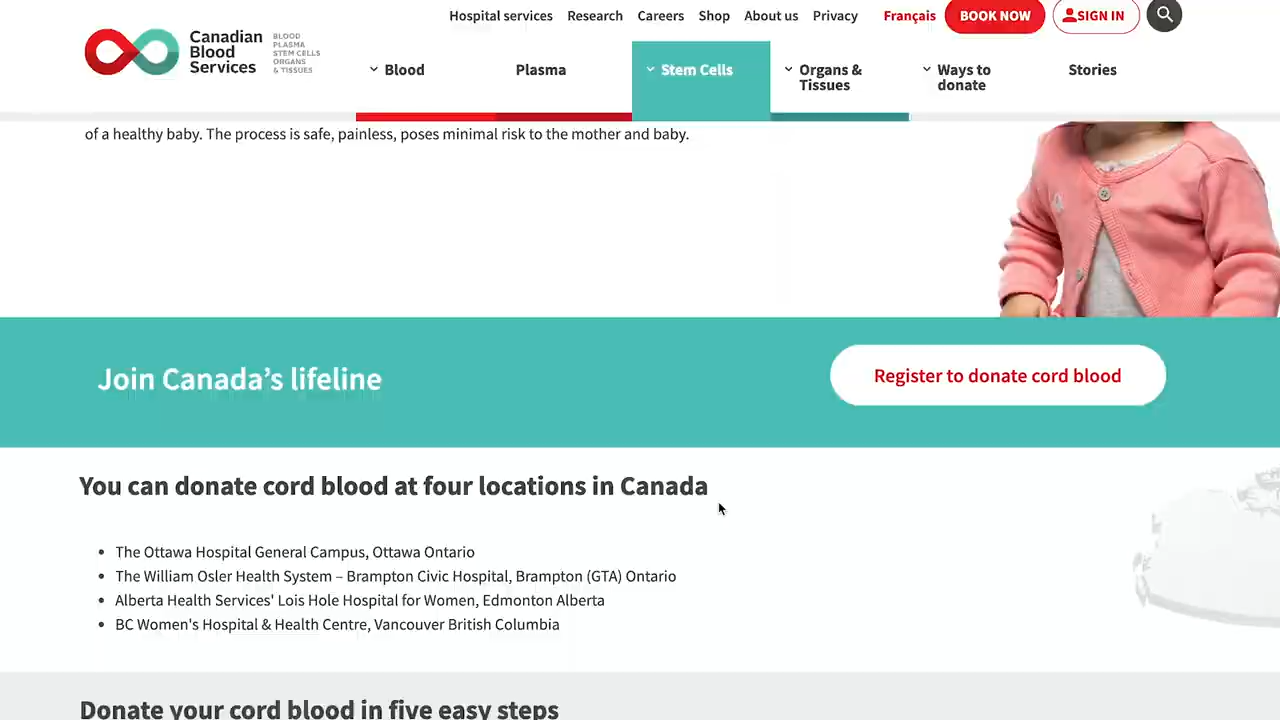 Hospital services Research Careers Shop About us Privacy Français BOOK NOW SIGN IN
Canadian
Blood
Services
BLOOD
PLASMA
STEM CELLS
ORGANS
& TISSUES
Blood Plasma Stem Cells Organs & Tissues Ways to donate Stories
of a healthy baby. The process is safe, painless, poses minimal risk to the mother and baby.
Join Canada’s lifeline
Register to donate cord blood
You can donate cord blood at four locations in Canada
• The Ottawa Hospital General Campus, Ottawa Ontario
• The William Osler Health System – Brampton Civic Hospital, Brampton (GTA) Ontario
• Alberta Health Services' Lois Hole Hospital for Women, Edmonton Alberta
• BC Women's Hospital & Health Centre, Vancouver British Columbia
Donate your cord blood in five easy steps